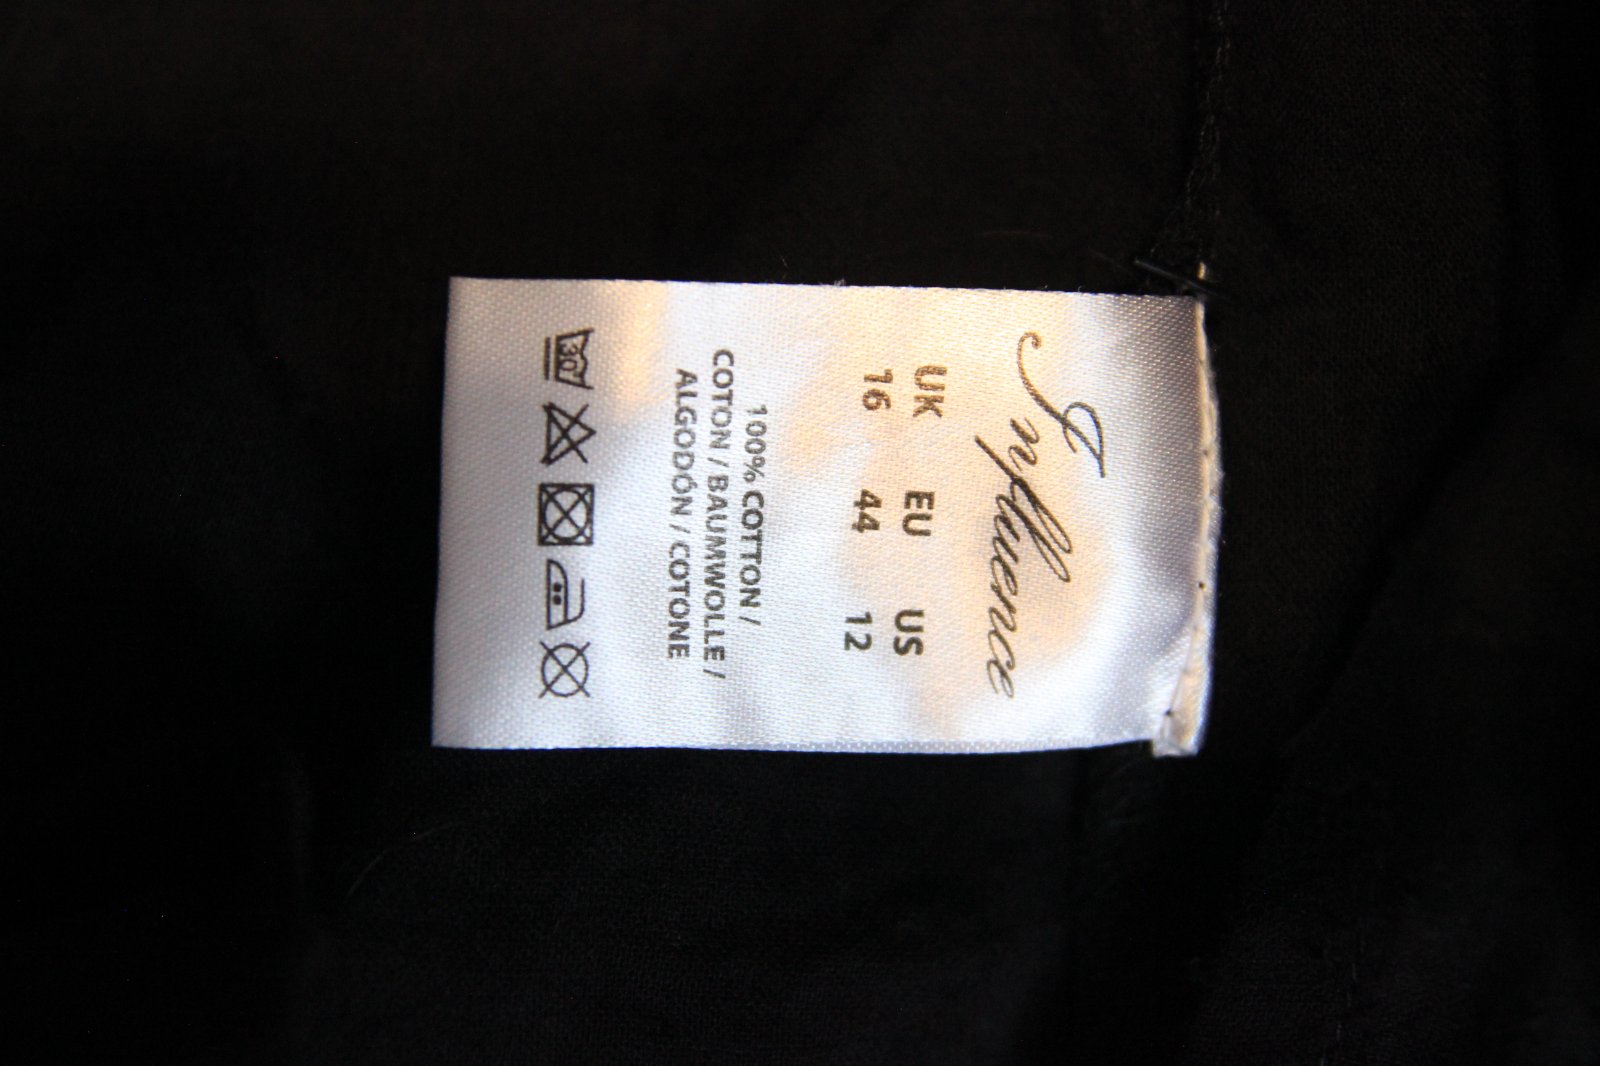 Influence
UK EU US
16 44 12
100% COTTON /
COTON / BAUMWOLLE /
ALGODÓN / COTONE
30°